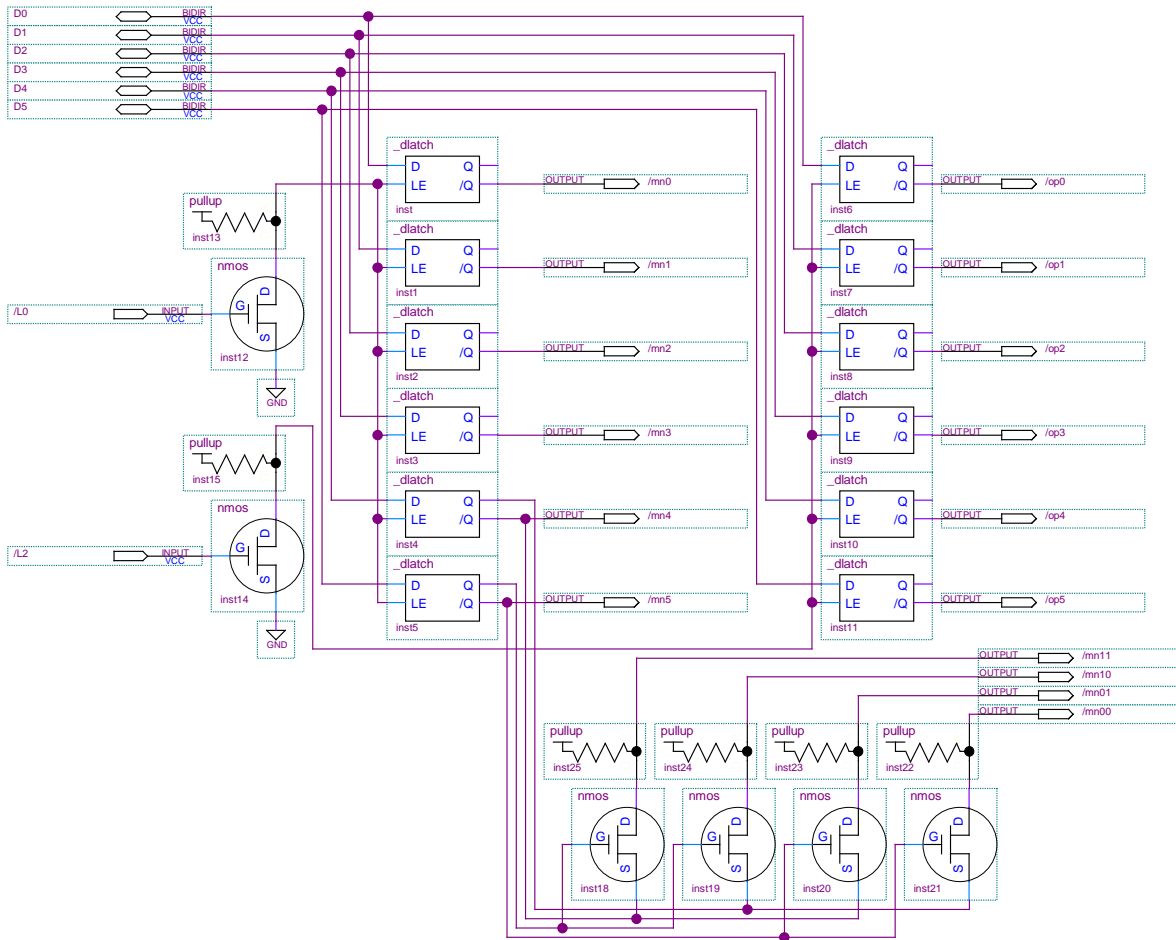 D0 BIDIR VCC
D1 BIDIR VCC
D2 BIDIR VCC
D3 BIDIR VCC
D4 BIDIR VCC
D5 BIDIR VCC
_dlatch _dlatch
D Q D Q
LE /Q OUTPUT /mn0 LE /Q OUTPUT /op0
inst inst6
pullup
inst13
_dlatch _dlatch
D Q D Q
LE /Q OUTPUT /mn1 LE /Q OUTPUT /op1
inst1 inst7
nmos
D
G
S
/L0 INPUT VCC
inst12
GND
_dlatch _dlatch
D Q D Q
LE /Q OUTPUT /mn2 LE /Q OUTPUT /op2
inst2 inst8
_dlatch _dlatch
D Q D Q
LE /Q OUTPUT /mn3 LE /Q OUTPUT /op3
inst3 inst9
pullup
inst15
_dlatch _dlatch
D Q D Q
LE /Q OUTPUT /mn4 LE /Q OUTPUT /op4
inst4 inst10
nmos
D
G
S
/L2 INPUT VCC
inst14
GND
_dlatch _dlatch
D Q D Q
LE /Q OUTPUT /mn5 LE /Q OUTPUT /op5
inst5 inst11
OUTPUT /mn11
OUTPUT /mn10
OUTPUT /mn01
OUTPUT /mn00
pullup pullup pullup pullup
inst25 inst24 inst23 inst22
nmos nmos nmos nmos
D D D D
G G G G
S S S S
inst18 inst19 inst20 inst21